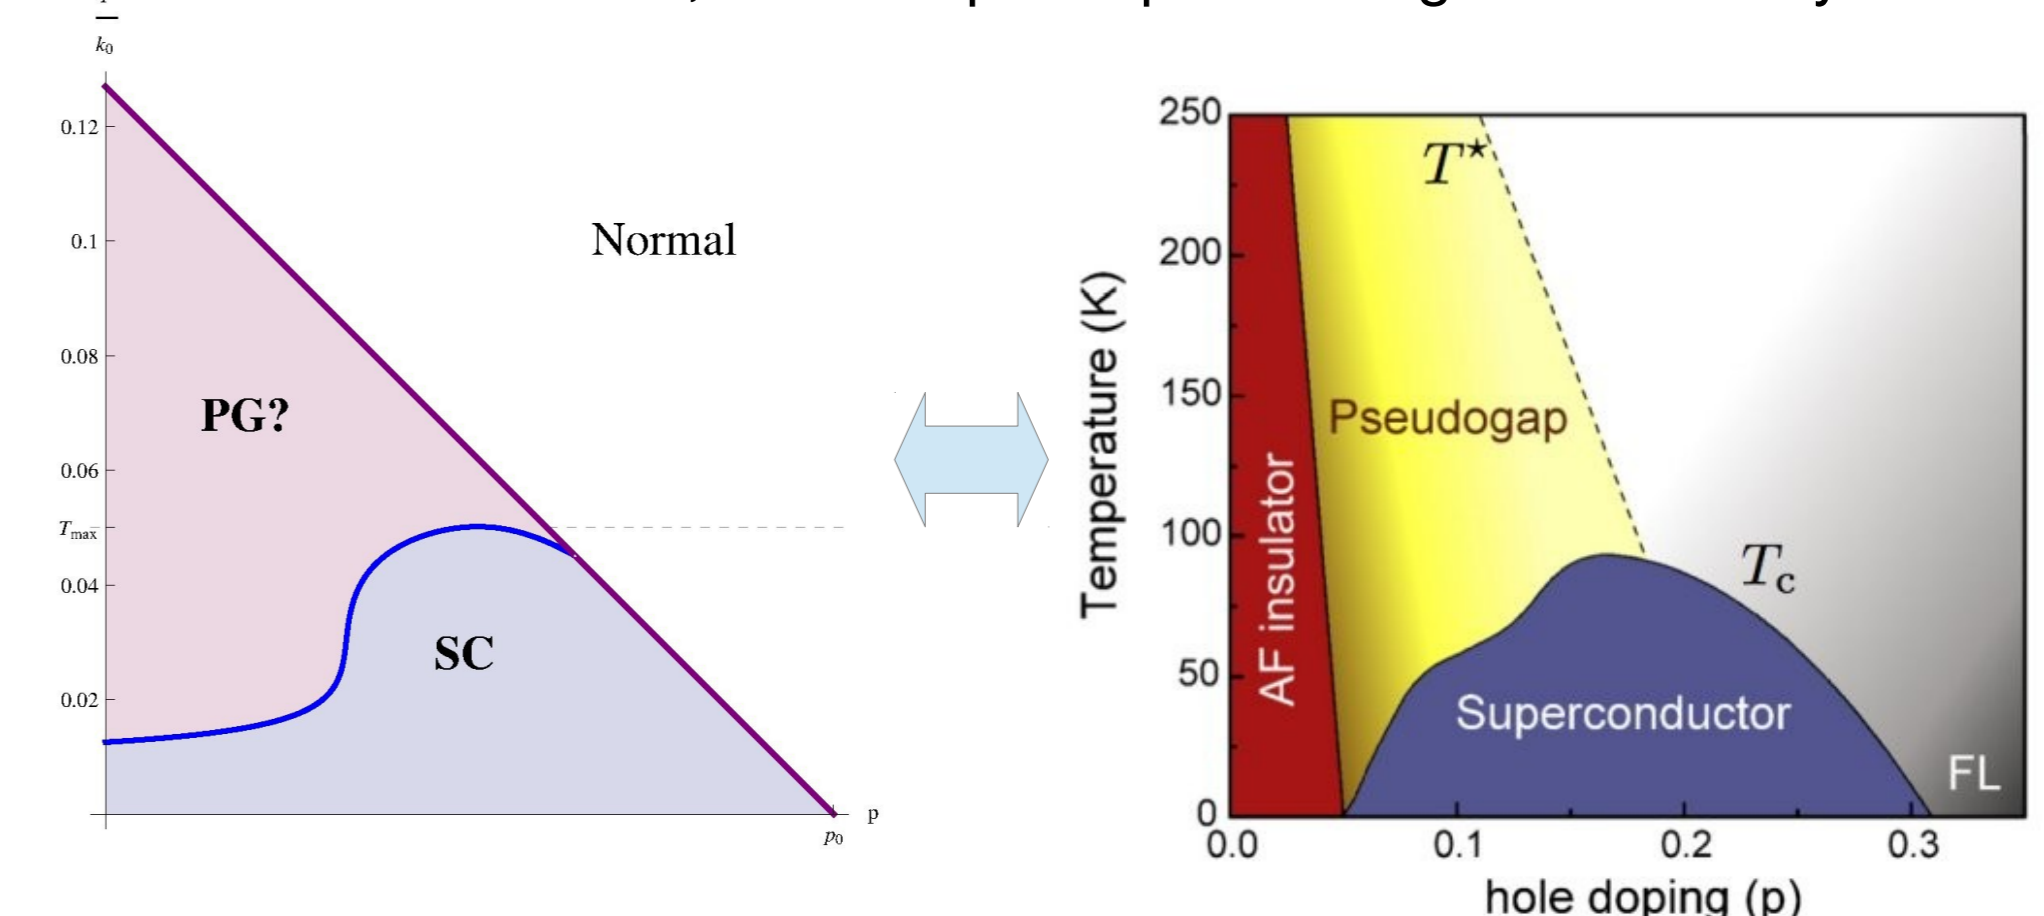 k₀
0.12
0.1
0.08
0.06
T_max
0.04
0.02
Normal
PG?
SC
p
p₀
250
200
150
100
50
0
Temperature (K)
T*
Pseudogap
AF insulator
T_c
Superconductor
FL
0.0 0.1 0.2 0.3
hole doping (p)